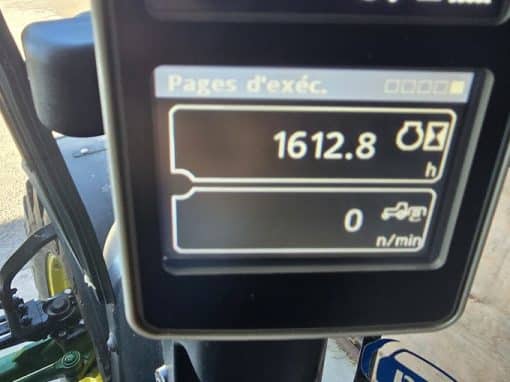 Pages d'exéc.
1612.8
h
0
n/min